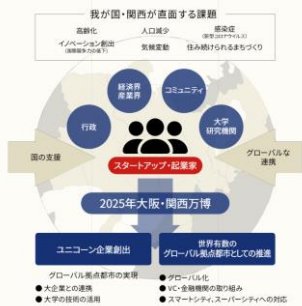 我が国・関西が直面する課題
高齢化
人口減少
感染症
(新型コロナウイルス)
イノベーション創出
(国際競争力の低下)
気候変動
住み続けられるまちづくり
経済界
産業界
コミュニティ
行政
大学
研究機関
スタートアップ・起業家
国の支援
グローバルな
連携
2025年大阪・関西万博
ユニコーン企業創出
世界有数の
グローバル拠点都市としての推進
グローバル拠点都市の実現
● 大企業との連携
● 大学の技術の活用
● グローバル化
● VC・金融機関の取り組み
● スマートシティ、スーパーシティへの対応